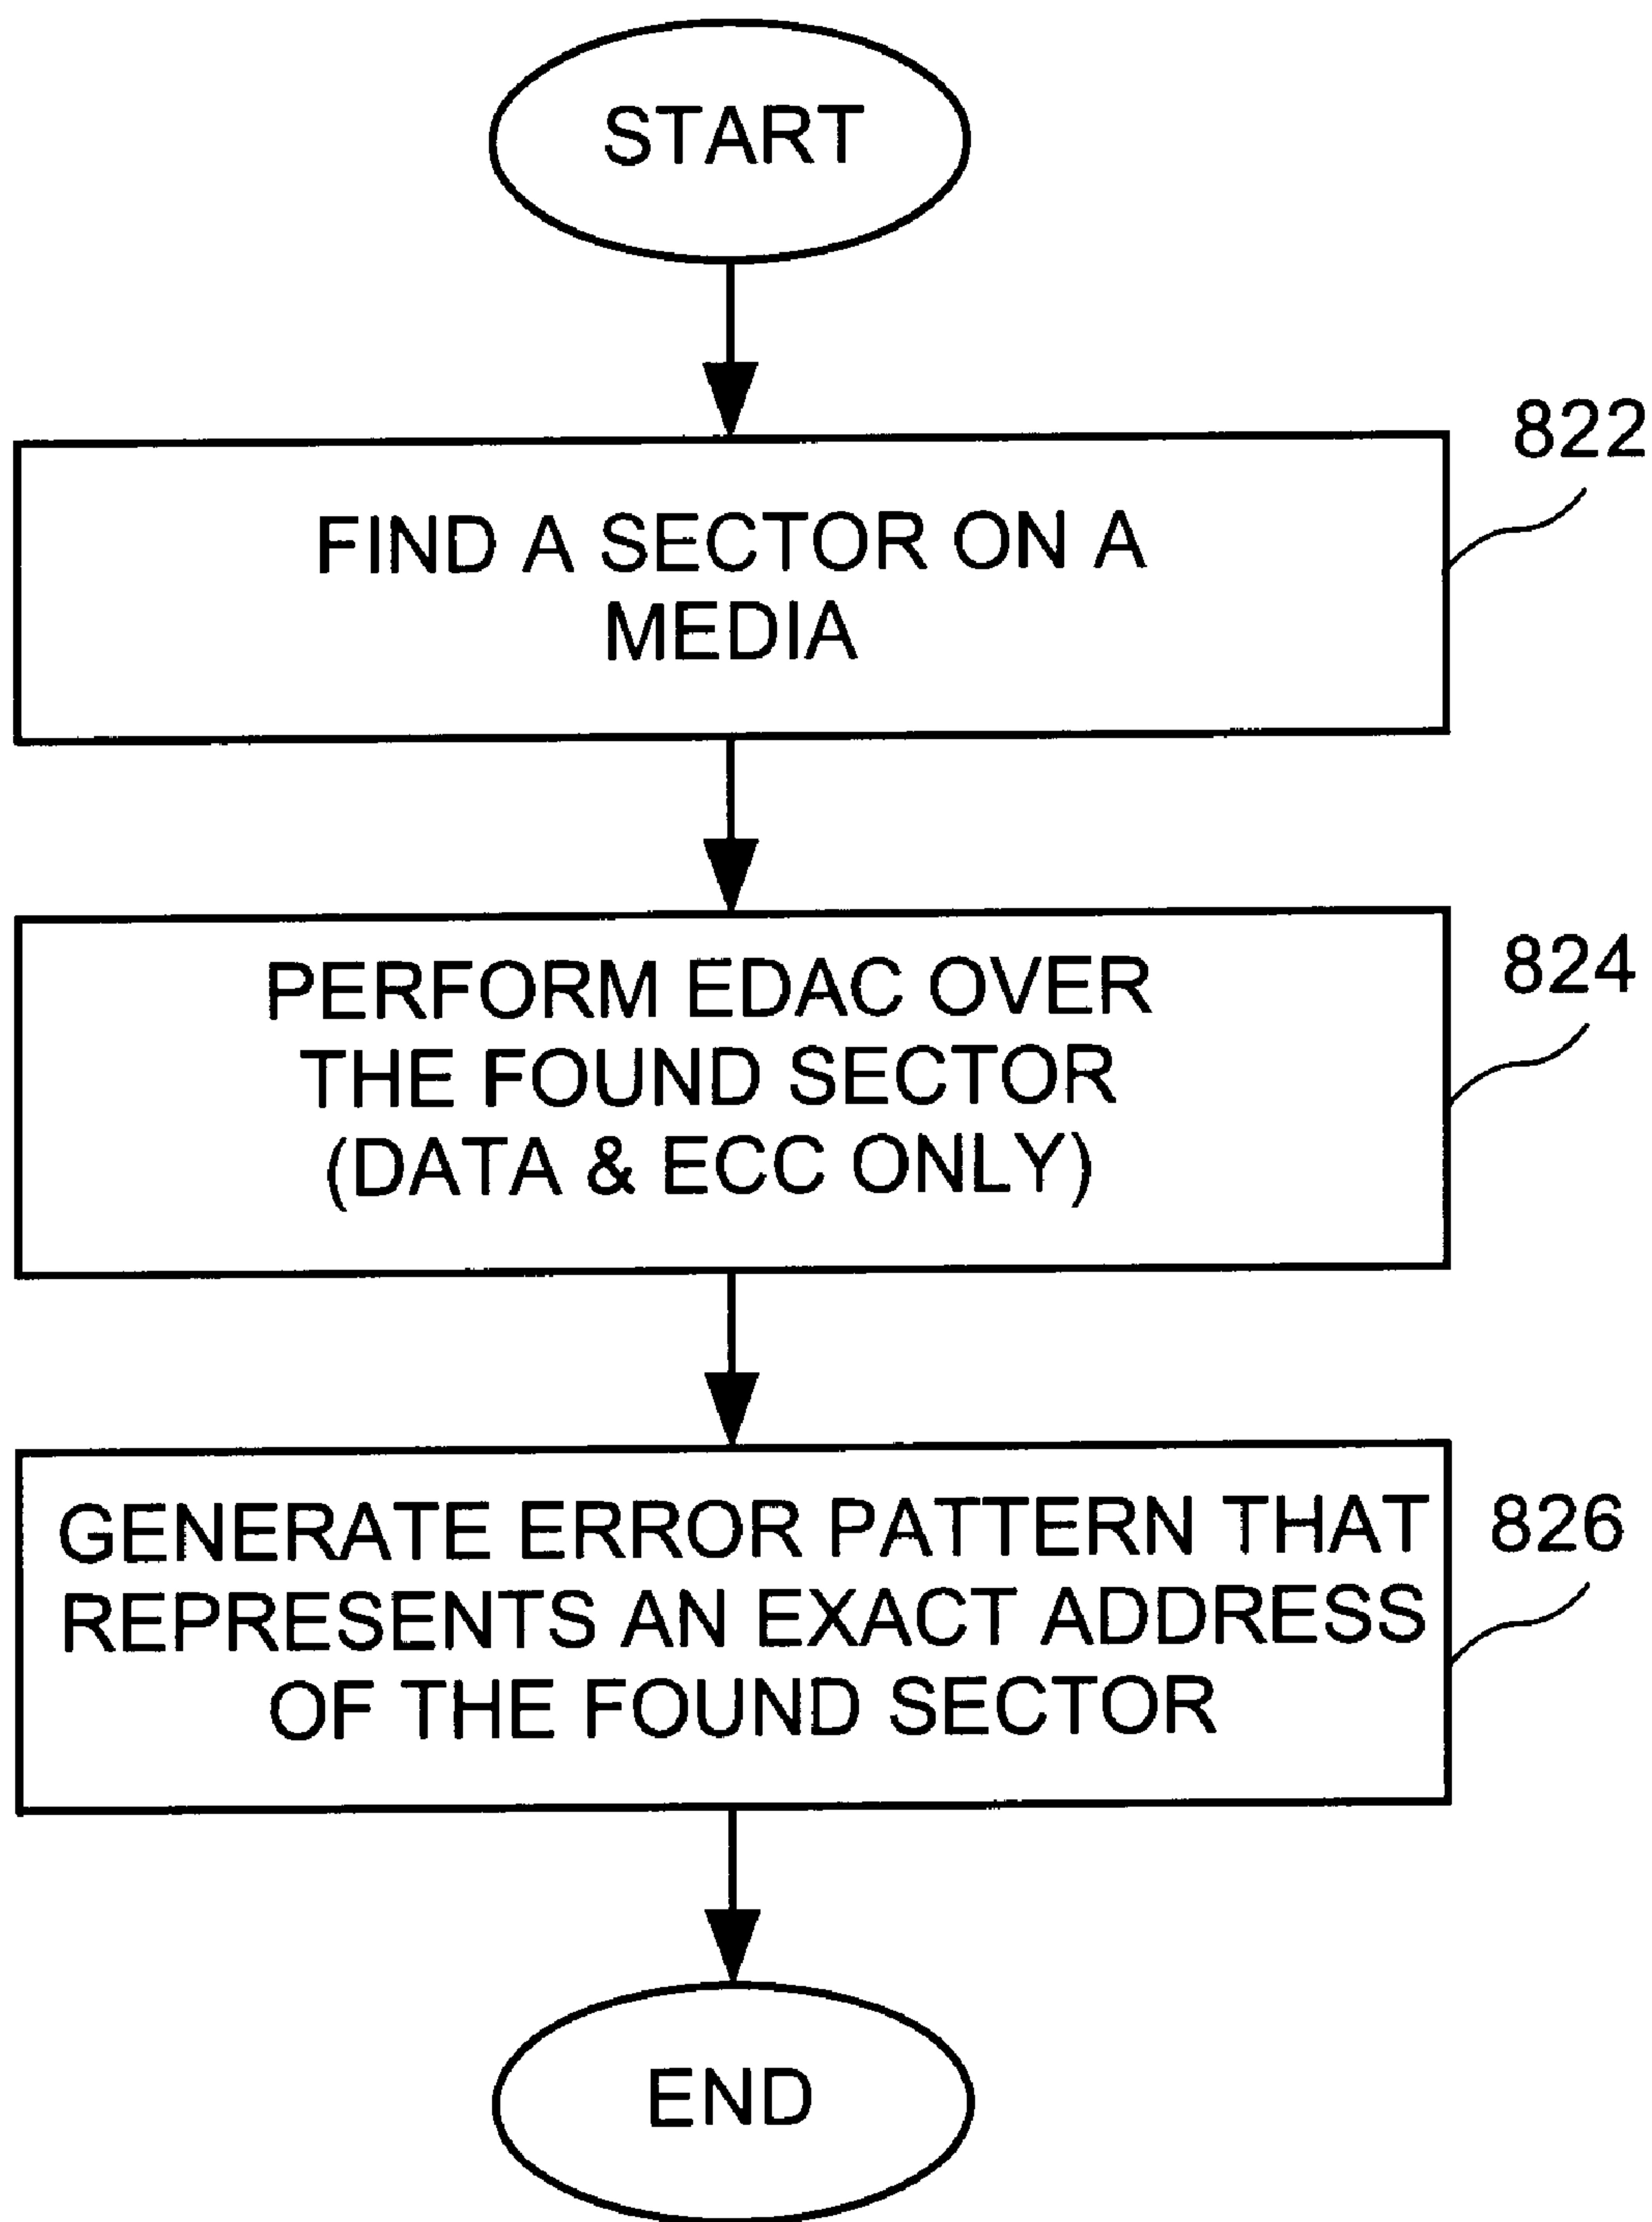 START
822
FIND A SECTOR ON A
MEDIA
824
PERFORM EDAC OVER
THE FOUND SECTOR
(DATA & ECC ONLY)
826
GENERATE ERROR PATTERN THAT
REPRESENTS AN EXACT ADDRESS
OF THE FOUND SECTOR
END